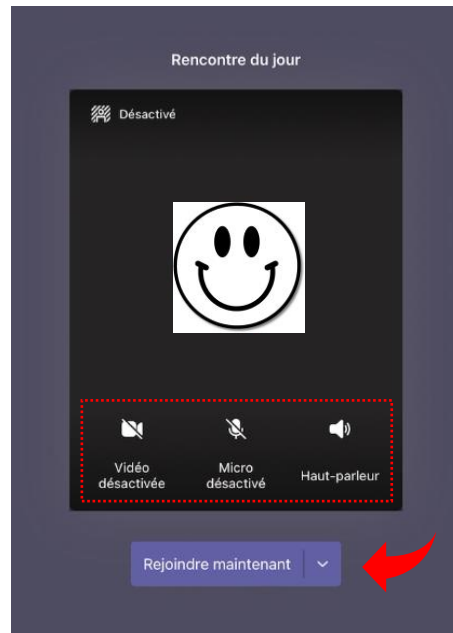 Rencontre du jour
Désactivé
Vidéo
désactivée
Micro
désactivé
Haut-parleur
Rejoindre maintenant